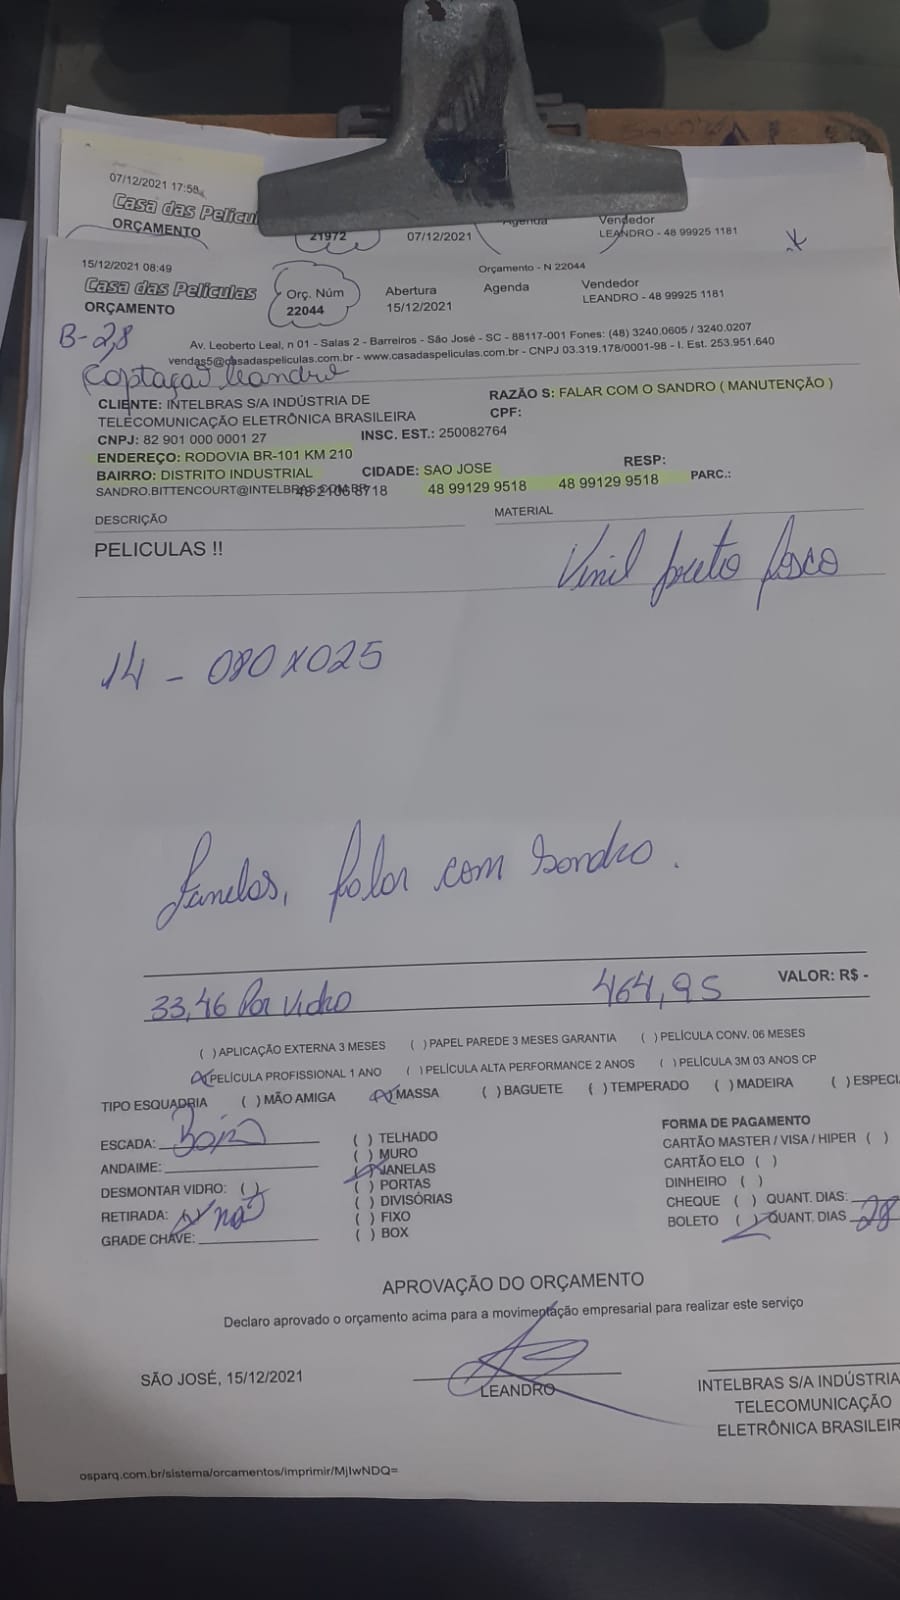 07/12/2021 17:58
Casa das Pelícu
ORÇAMENTO
21972
07/12/2021
Agenda
Vendedor
LEANDRO - 48 99925 1181
15/12/2021 08:49
Orçamento - N 22044
Casa das Películas
ORÇAMENTO
Orç. Núm
22044
Abertura
15/12/2021
Agenda
Vendedor
LEANDRO - 48 99925 1181
B-2,8
Av. Leoberto Leal, n 01 - Salas 2 - Barreiros - São José - SC - 88117-001 Fones: (48) 3240.0605 / 3240.0207
vendas5@casadaspeliculas.com.br - www.casadaspeliculas.com.br - CNPJ 03.319.178/0001-98 - I. Est. 253.951.640
Captação Leandro
CLIENTE: INTELBRAS S/A INDÚSTRIA DE
TELECOMUNICAÇÃO ELETRÔNICA BRASILEIRA
RAZÃO S: FALAR COM O SANDRO ( MANUTENÇÃO )
CPF:
CNPJ: 82 901 000 0001 27
INSC. EST.: 250082764
ENDEREÇO: RODOVIA BR-101 KM 210
BAIRRO: DISTRITO INDUSTRIAL
CIDADE: SAO JOSE
RESP:
SANDRO.BITTENCOURT@INTELBRAS.COM.BR
48 2106 8718
48 99129 9518
48 99129 9518
PARC.:
DESCRIÇÃO
MATERIAL
PELICULAS !!
Vinil preto fosco
14 - 080 x 025
Janelas, falar com Sandro.
33,46 Por vidro
464,95
VALOR: R$ -
( ) APLICAÇÃO EXTERNA 3 MESES ( ) PAPEL PAREDE 3 MESES GARANTIA ( ) PELÍCULA CONV. 06 MESES
(x) PELÍCULA PROFISSIONAL 1 ANO ( ) PELÍCULA ALTA PERFORMANCE 2 ANOS ( ) PELÍCULA 3M 03 ANOS CP
TIPO ESQUADRIA ( ) MÃO AMIGA (x) MASSA ( ) BAGUETE ( ) TEMPERADO ( ) MADEIRA ( ) ESPECI
ESCADA:
ANDAIME:
DESMONTAR VIDRO: ( )
RETIRADA: (x) não
GRADE CHAVE:
( ) TELHADO
( ) MURO
(x) JANELAS
( ) PORTAS
( ) DIVISÓRIAS
( ) FIXO
( ) BOX
FORMA DE PAGAMENTO
CARTÃO MASTER / VISA / HIPER ( )
CARTÃO ELO ( )
DINHEIRO ( )
CHEQUE ( ) QUANT. DIAS:
BOLETO ( ) QUANT. DIAS 28
APROVAÇÃO DO ORÇAMENTO
Declaro aprovado o orçamento acima para a movimentação empresarial para realizar este serviço
SÃO JOSÉ, 15/12/2021
LEANDRO
INTELBRAS S/A INDÚSTRIA
TELECOMUNICAÇÃO
ELETRÔNICA BRASILEIR
osparq.com.br/sistema/orcamentos/imprimir/MjIwNDQ=